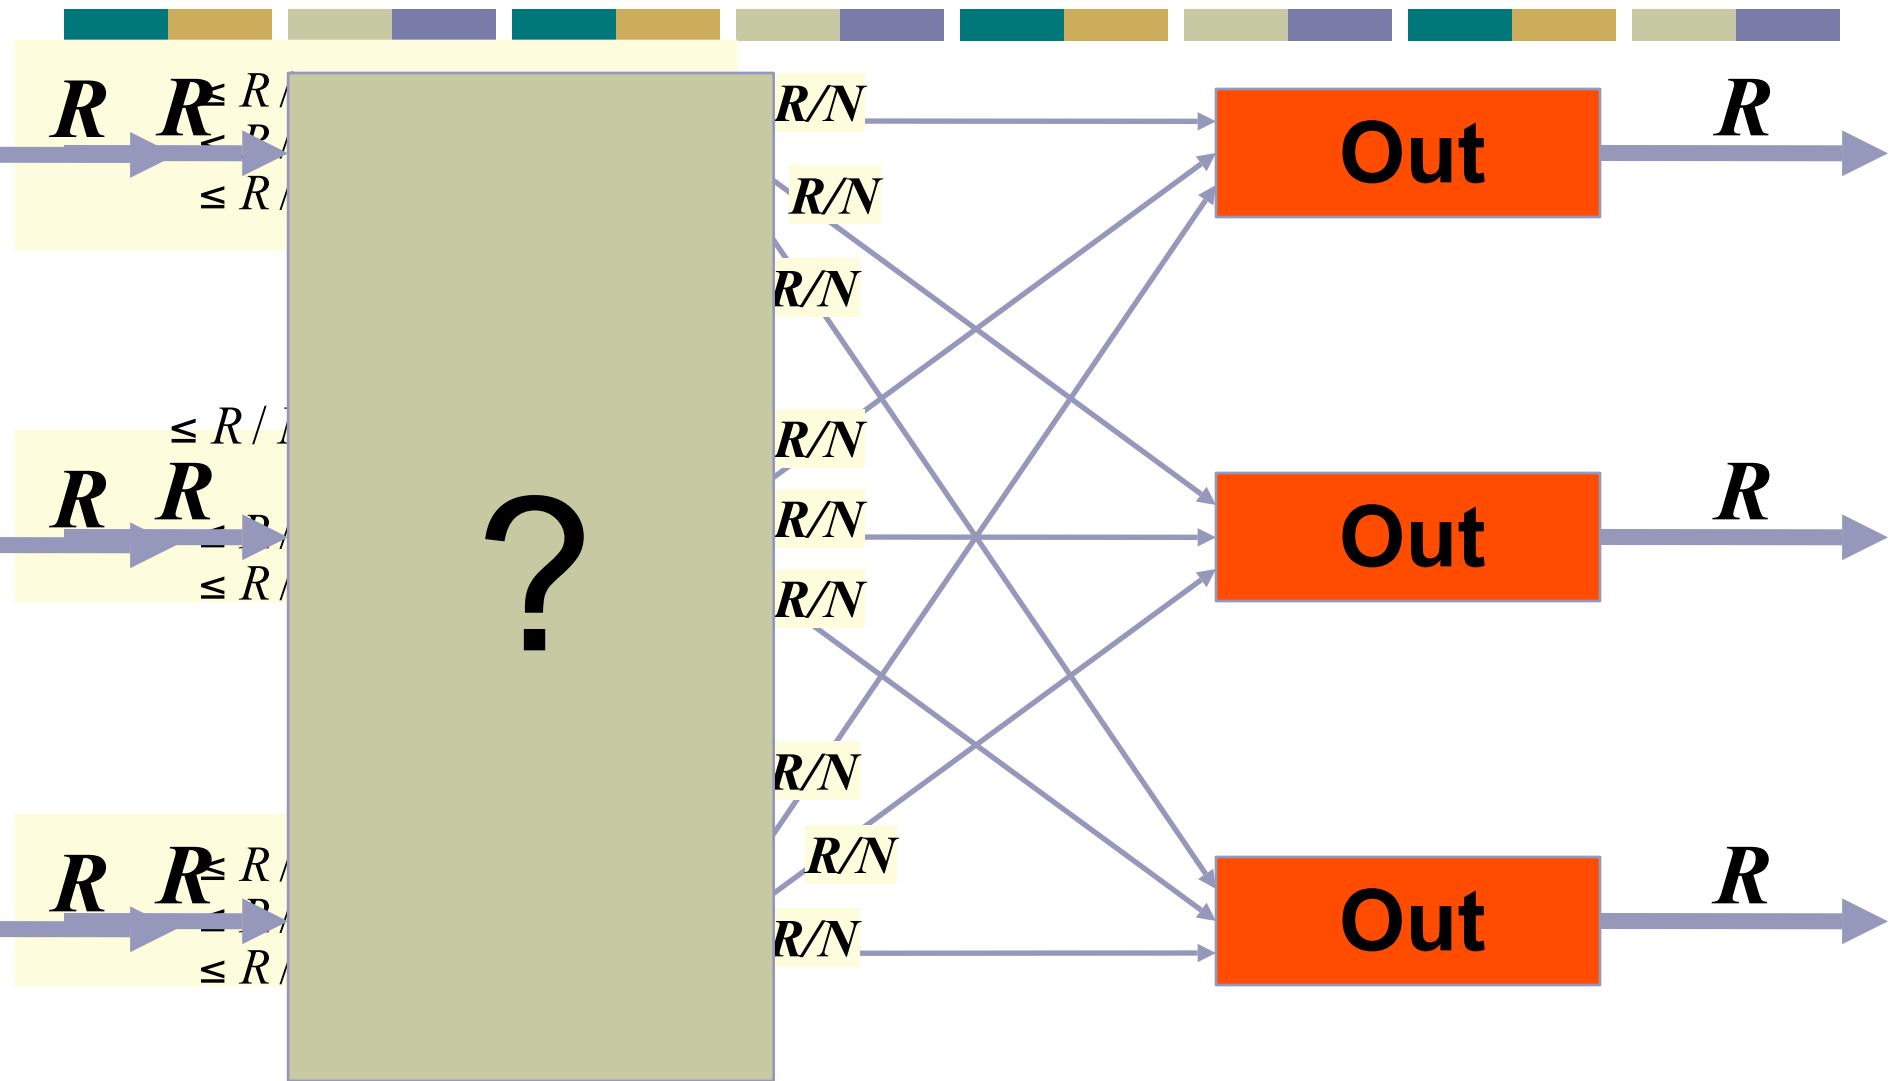 R R ≤ R / R/N R
≤ R /
Out
R/N
≤ R /
R/N
≤ R /
R/N
R R R
R/N
?
Out
≤ R /
≤ R / R/N
R/N
R R ≤ R / R/N R
≤ R /
Out
R/N
≤ R /